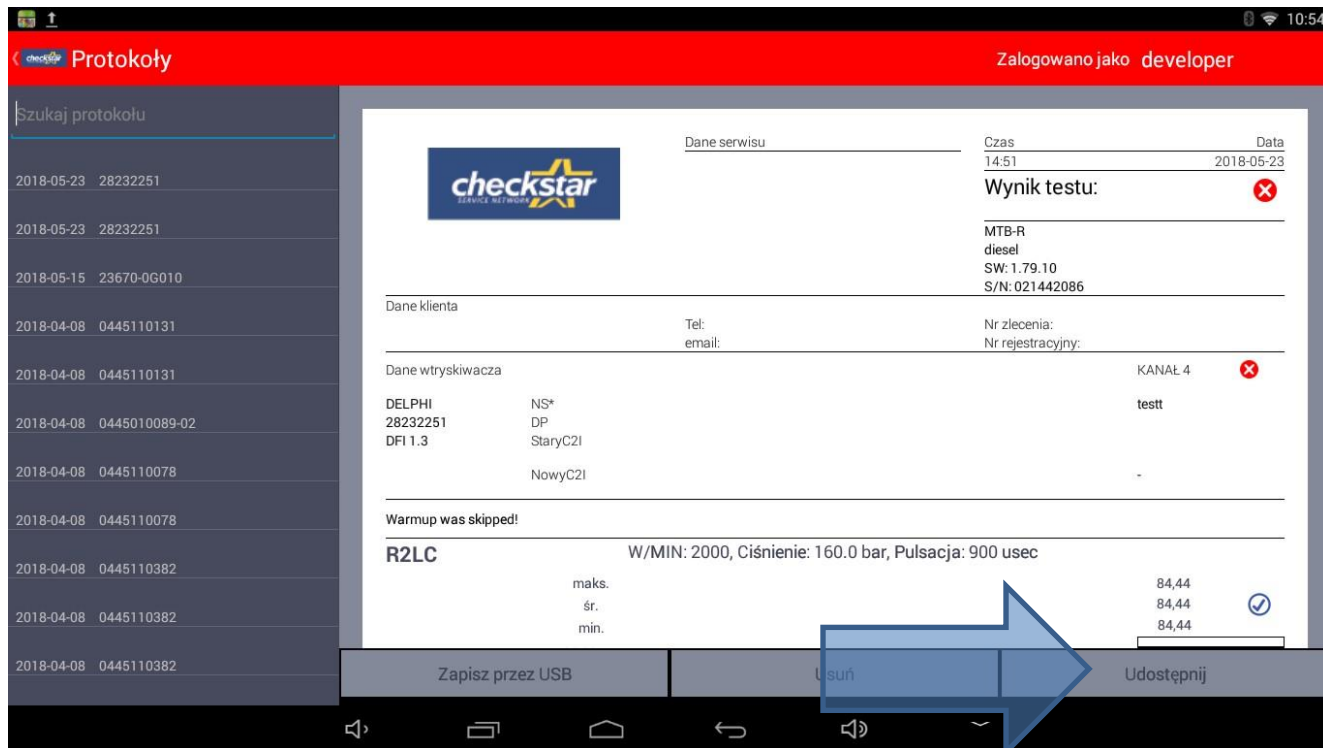 10:54
checkstar Protokoły
Zalogowano jako developer
Szukaj protokołu
2018-05-23 28232251
2018-05-23 28232251
2018-05-15 23670-0G010
2018-04-08 0445110131
2018-04-08 0445110131
2018-04-08 0445010089-02
2018-04-08 0445110078
2018-04-08 0445110078
2018-04-08 0445110382
2018-04-08 0445110382
2018-04-08 0445110382
checkstar
SERVICE NETWORK
Dane serwisu
Czas Data
14:51 2018-05-23
Wynik testu:
MTB-R
diesel
SW: 1.79.10
S/N: 021442086
Dane klienta
Tel: Nr zlecenia:
email: Nr rejestracyjny:
Dane wtryskiwacza KANAŁ 4
DELPHI NS* testt
28232251 DP
DFI 1.3 StaryC2I
NowyC2I -
Warmup was skipped!
R2LC W/MIN: 2000, Ciśnienie: 160.0 bar, Pulsacja: 900 usec
maks. 84,44
śr. 84,44
min. 84,44
Zapisz przez USB Usuń Udostępnij